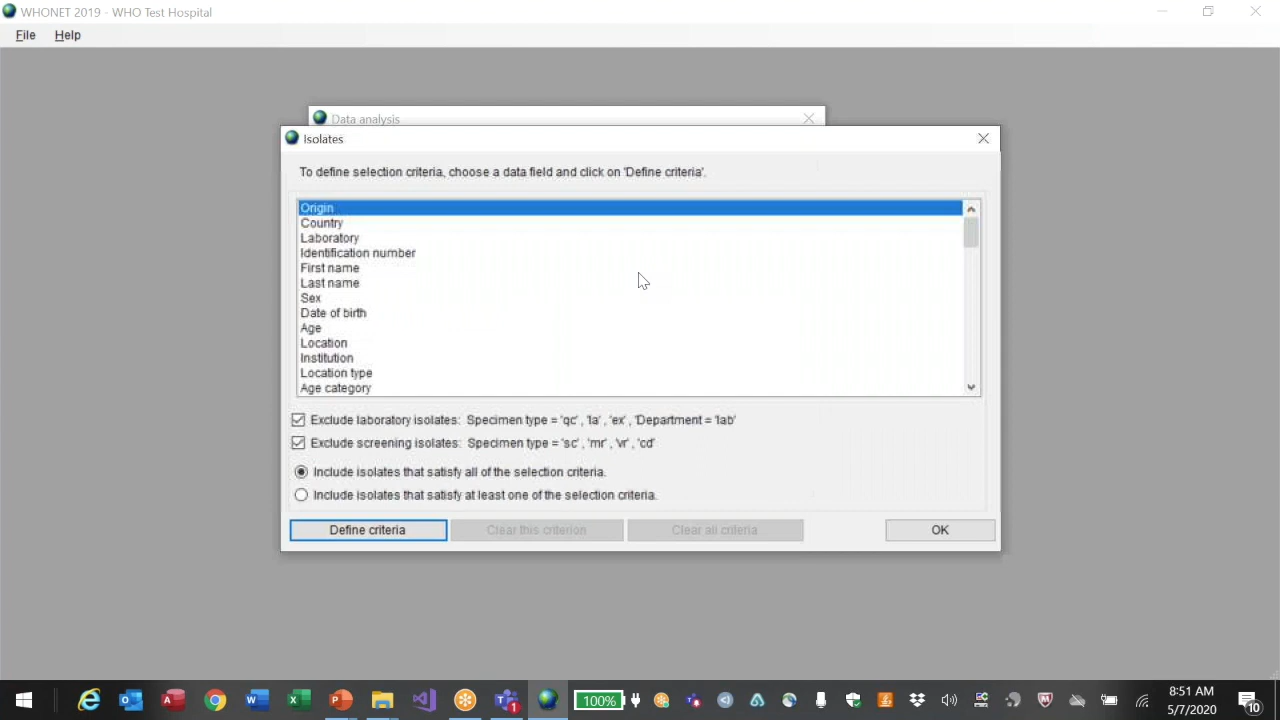 WHONET 2019 - WHO Test Hospital
File Help
Data analysis
Isolates
To define selection criteria, choose a data field and click on 'Define criteria'.
Origin
Country
Laboratory
Identification number
First name
Last name
Sex
Date of birth
Age
Location
Institution
Location type
Age category
Exclude laboratory isolates: Specimen type = 'qc' , 'la' , 'ex' , 'Department = 'lab'
Exclude screening isolates: Specimen type = 'sc' , 'mr' , 'vr' , 'cd'
Include isolates that satisfy all of the selection criteria.
Include isolates that satisfy at least one of the selection criteria.
Define criteria Clear this criterion Clear all criteria OK
100%
8:51 AM
5/7/2020
1
10